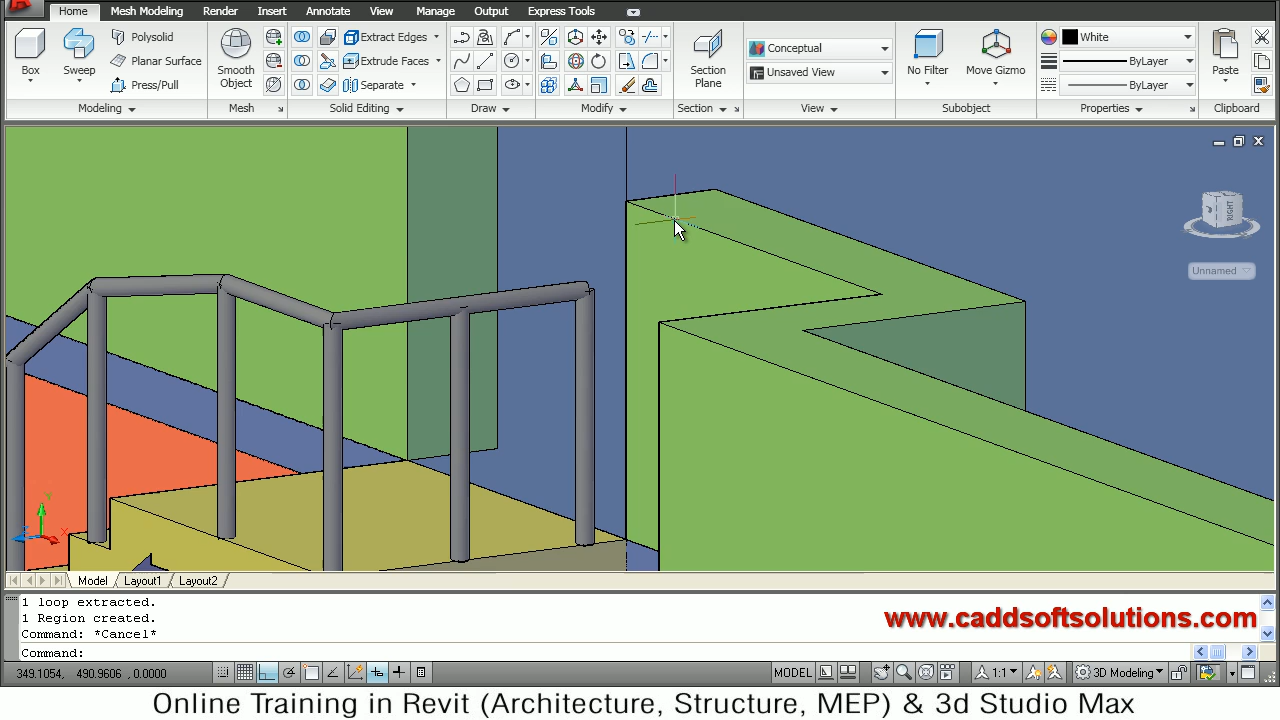 Home Mesh Modeling Render Insert Annotate View Manage Output Express Tools
Polysolid Extract Edges Conceptual White
Planar Surface Extrude Faces Unsaved View ByLayer
Box Sweep Press/Pull Smooth Object Separate Section Plane No Filter Move Gizmo ByLayer Paste
Modeling Mesh Solid Editing Draw Modify Section View Subobject Properties Clipboard
RIGHT
Unnamed
Y
X
Z
Model Layout1 Layout2
1 loop extracted.
1 Region created.
Command: *Cancel*
Command:
www.caddsoftsolutions.com
349.1054, 490.9606 , 0.0000 MODEL 1:1 3D Modeling
Online Training in Revit (Architecture, Structure, MEP) & 3d Studio Max